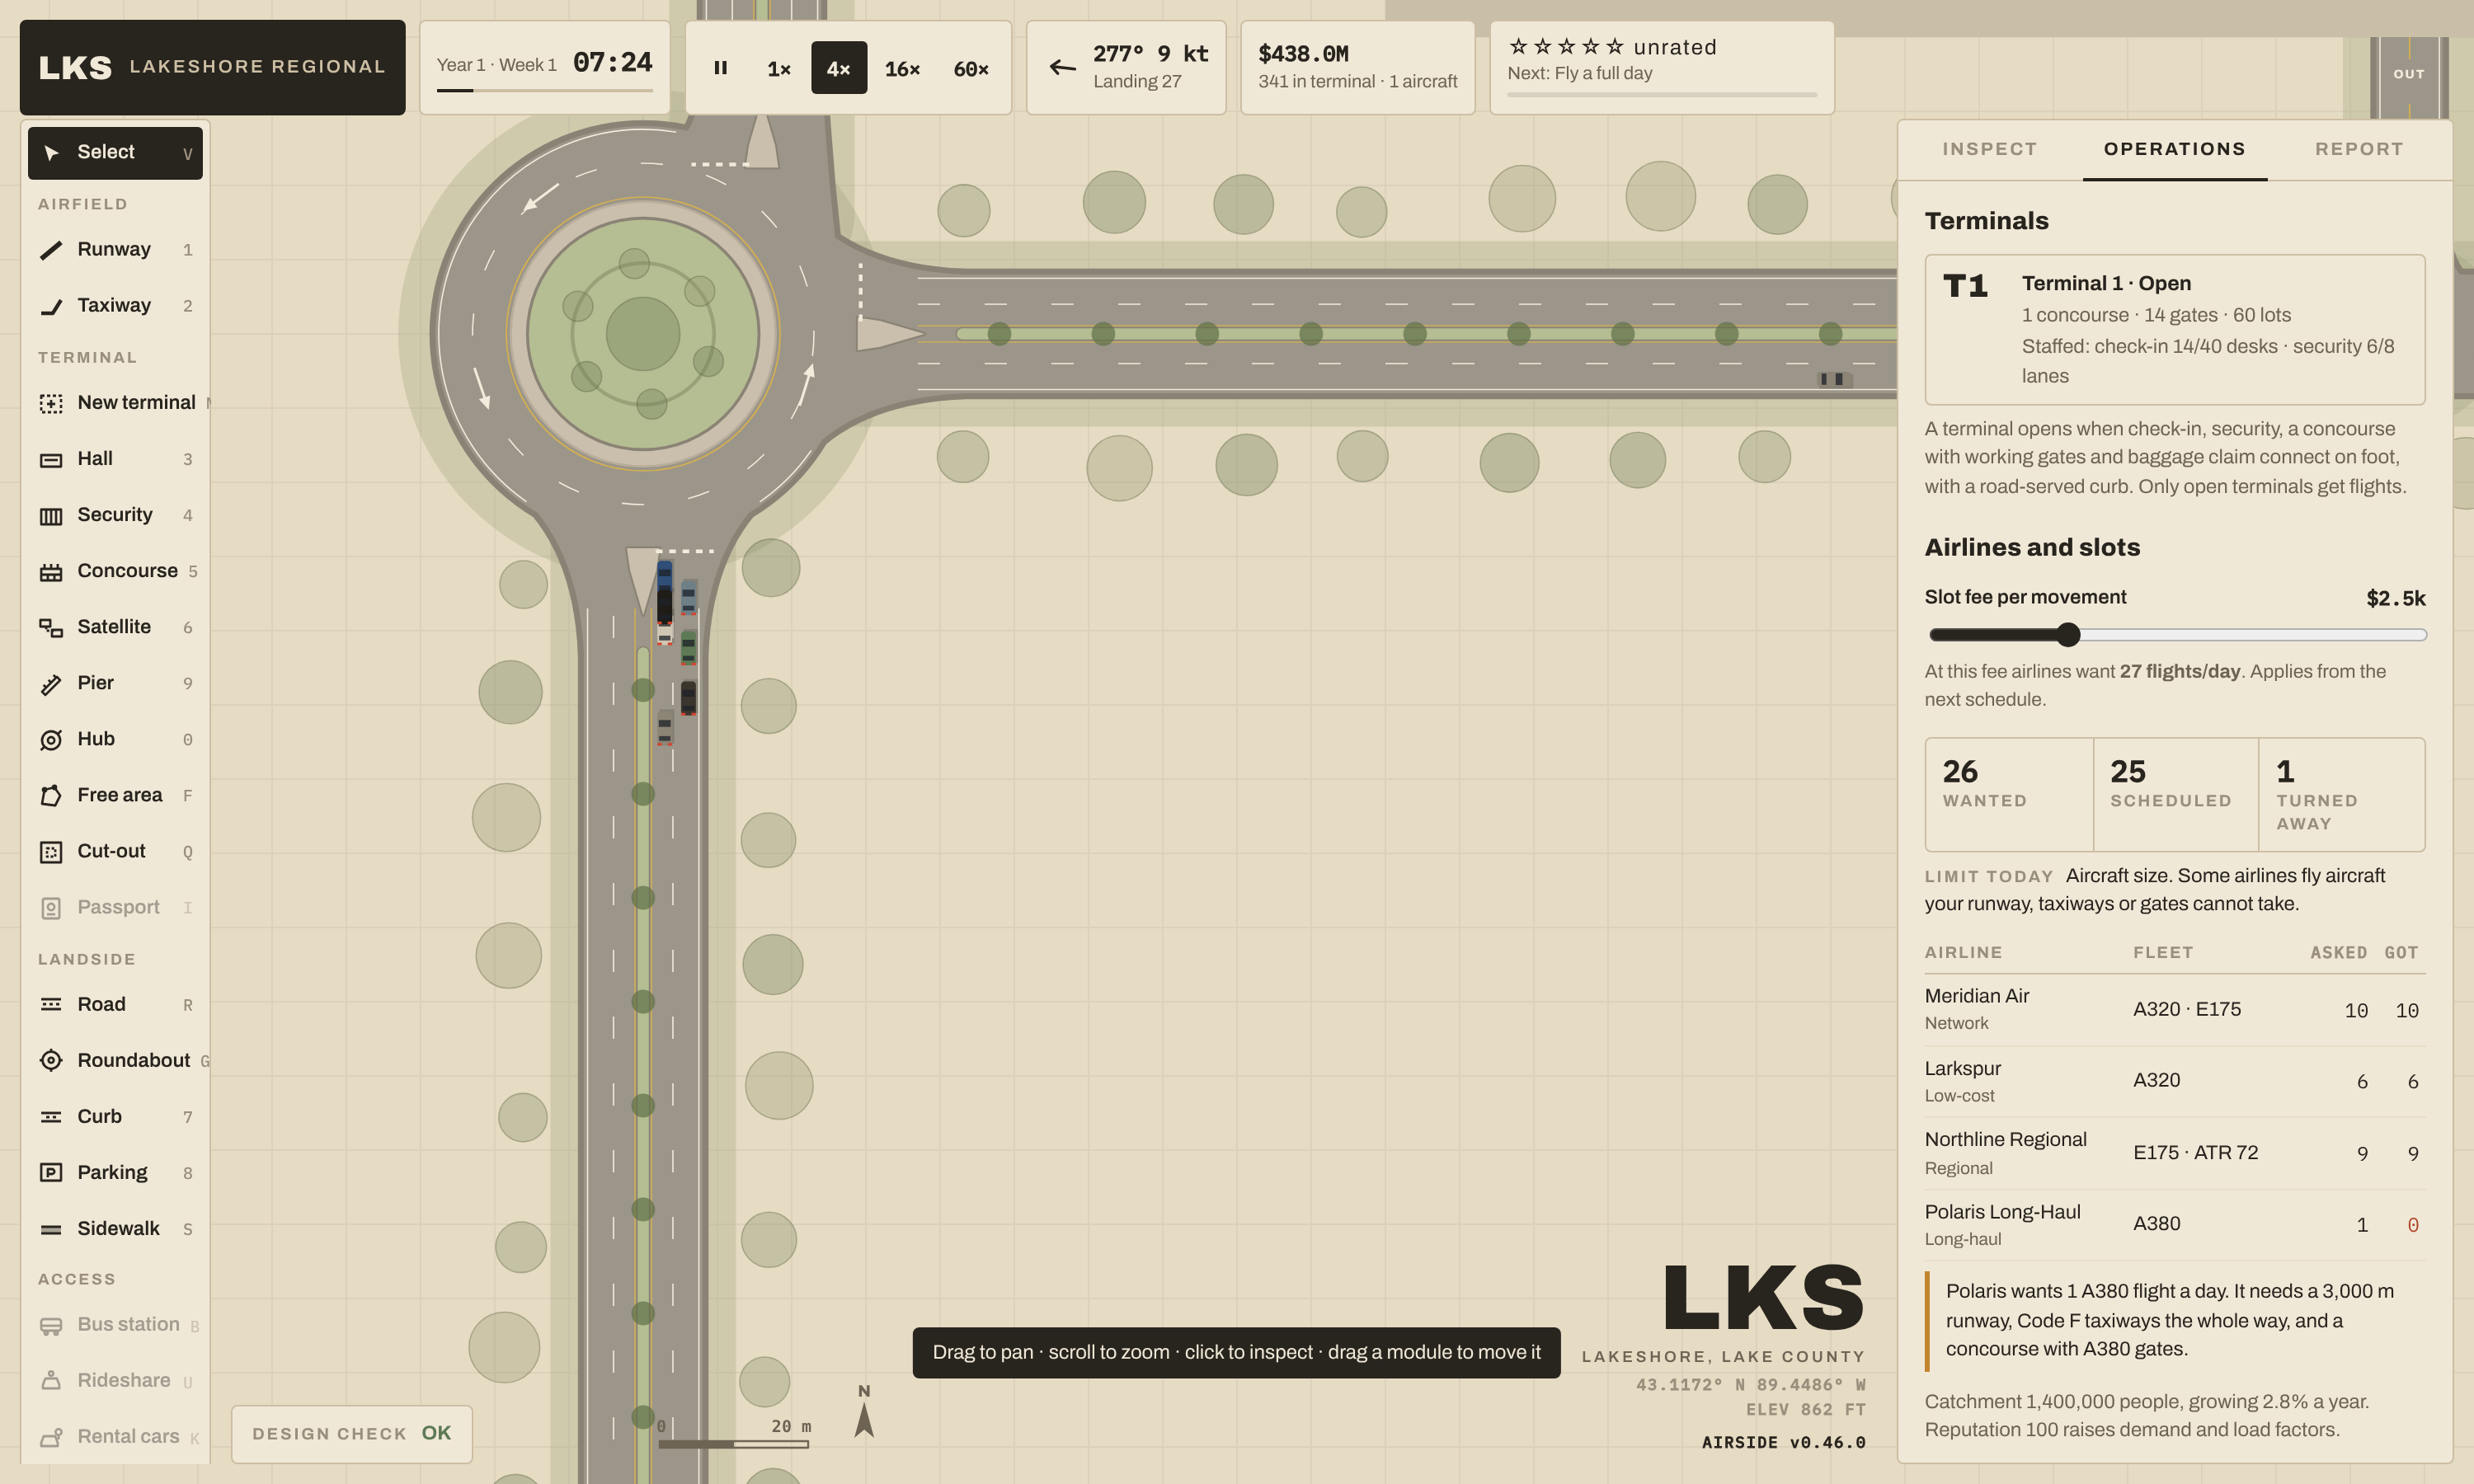 LKS LAKESHORE REGIONAL
Year 1 · Week 1 07:24
1× 4× 16× 60×
277° 9 kt
Landing 27
$438.0M
341 in terminal · 1 aircraft
☆☆☆☆☆ unrated
Next: Fly a full day
OUT
Select V
AIRFIELD
Runway 1
Taxiway 2
TERMINAL
New terminal
Hall 3
Security 4
Concourse 5
Satellite 6
Pier 9
Hub 0
Free area F
Cut-out Q
Passport I
LANDSIDE
Road R
Roundabout G
Curb 7
Parking 8
Sidewalk S
ACCESS
Bus station B
Rideshare U
Rental cars K
DESIGN CHECK OK
0 20 m
N
Drag to pan · scroll to zoom · click to inspect · drag a module to move it
LKS
LAKESHORE, LAKE COUNTY
43.1172° N 89.4486° W
ELEV 862 FT
AIRSIDE v0.46.0
INSPECT OPERATIONS REPORT
Terminals
T1 Terminal 1 · Open
1 concourse · 14 gates · 60 lots
Staffed: check-in 14/40 desks · security 6/8
lanes
A terminal opens when check-in, security, a concourse
with working gates and baggage claim connect on foot,
with a road-served curb. Only open terminals get flights.
Airlines and slots
Slot fee per movement $2.5k
At this fee airlines want 27 flights/day. Applies from the
next schedule.
26 25 1
WANTED SCHEDULED TURNED
AWAY
LIMIT TODAY Aircraft size. Some airlines fly aircraft
your runway, taxiways or gates cannot take.
AIRLINE FLEET ASKED GOT
Meridian Air
Network A320 · E175 10 10
Larkspur
Low-cost A320 6 6
Northline Regional
Regional E175 · ATR 72 9 9
Polaris Long-Haul
Long-haul A380 1 0
Polaris wants 1 A380 flight a day. It needs a 3,000 m
runway, Code F taxiways the whole way, and a
concourse with A380 gates.
Catchment 1,400,000 people, growing 2.8% a year.
Reputation 100 raises demand and load factors.